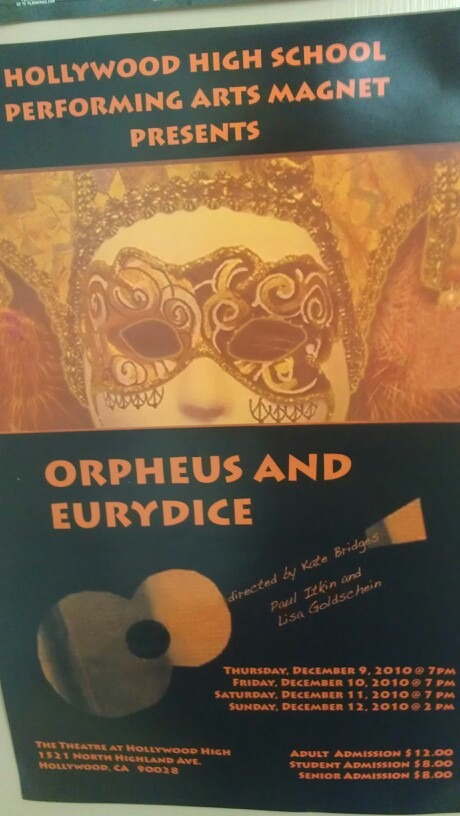 HOLLYWOOD HIGH SCHOOL
PERFORMING ARTS MAGNET
PRESENTS
ORPHEUS AND
EURYDICE
directed by Kate Bridges
Paul Itkin and
Lisa Goldschein
THURSDAY, DECEMBER 9, 2010 @ 7PM
FRIDAY, DECEMBER 10, 2010 @ 7 PM
SATURDAY, DECEMBER 11, 2010 @ 7 PM
SUNDAY, DECEMBER 12, 2010 @ 2 PM
THE THEATRE AT HOLLYWOOD HIGH
1521 NORTH HIGHLAND AVE.
HOLLYWOOD, CA 90028
ADULT ADMISSION $12.00
STUDENT ADMISSION $8.00
SENIOR ADMISSION $8.00